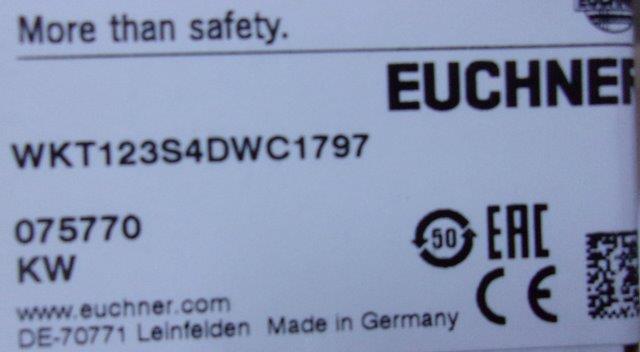 More than safety.
EUCHNER
WKT123S4DWC1797
075770
50 EAC
KW
CE
www.euchner.com
DE-70771 Leinfelden Made in Germany